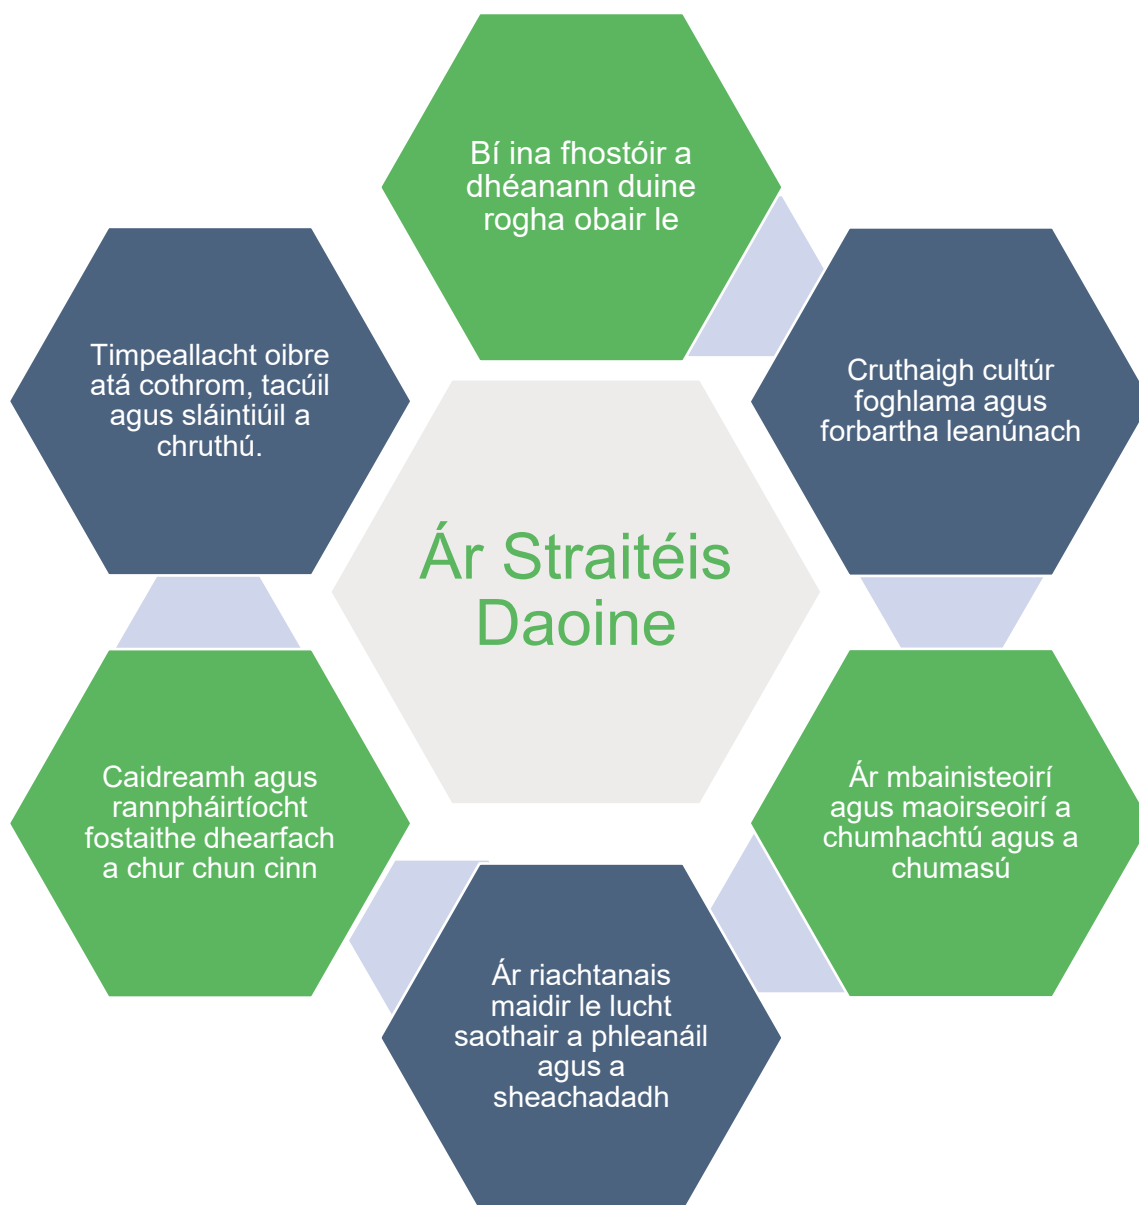 Bí ina fhostóir a
dhéanann duine
rogha obair le
Cruthaigh cultúr
foghlama agus
forbartha leanúnach
Ár mbainisteoirí
agus maoirseoirí a
chumhachtú agus a
chumasú
Ár riachtanais
maidir le lucht
saothair a phleanáil
agus a
sheachadadh
Caidreamh agus
rannpháirtíocht
fostaithe dhearfach
a chur chun cinn
Timpeallacht oibre
atá cothrom, tacúil
agus sláintiúil a
chruthú.
Ár Straitéis
Daoine